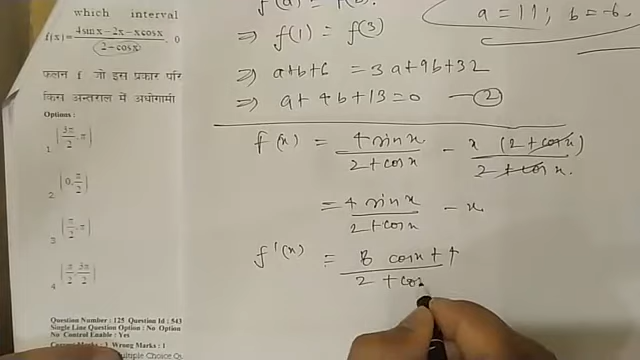 which interval
f(x) = 4sinx-2x-xcosx / (2-cosx) , 0
फलन f जो इस प्रकार परि
किस अन्तराल में अधोगामी
Options :
1. (3π/2, π)
2. (0, π/2)
3. (π/2, π)
4. (π/2, 3π/2)
Question Number : 125 Question Id : 543
Single Line Question Option : No Option
No Control Enable : Yes
Correct Marks : 3 Wrong Marks : 1
Multiple Choice Qu
f(a) = f(b).
a = 11; b = -6
⇒ f(1) = f(3)
⇒ a+b+6 = 3a+9b+32
⇒ a+4b+13=0 — ②
f(x) = 4sinx / 2+cosx - x (2+cosx) / 2+cosx.
= 4sinx / 2+cosx - x
f'(x) = 8 cosx + 4 / 2 + cos